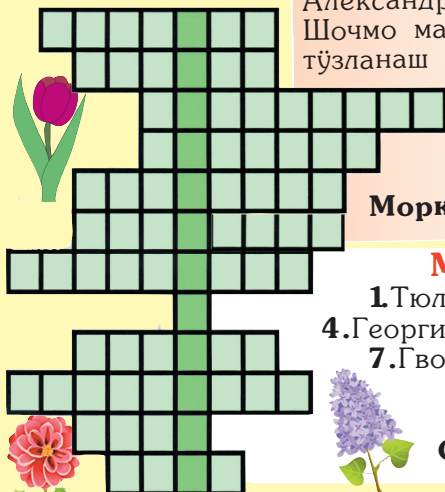 Александр
Шочмо ма
тӱзланаш
Морк
М
1.Тюл
4.Георги
7.Гво